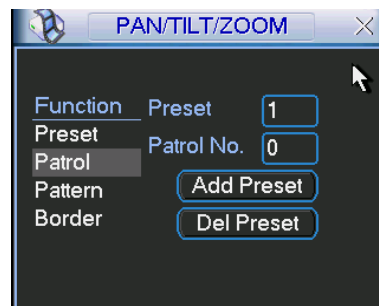 PAN/TILT/ZOOM
Function
Preset
Patrol
Pattern
Border
Preset 1
Patrol No. 0
Add Preset
Del Preset